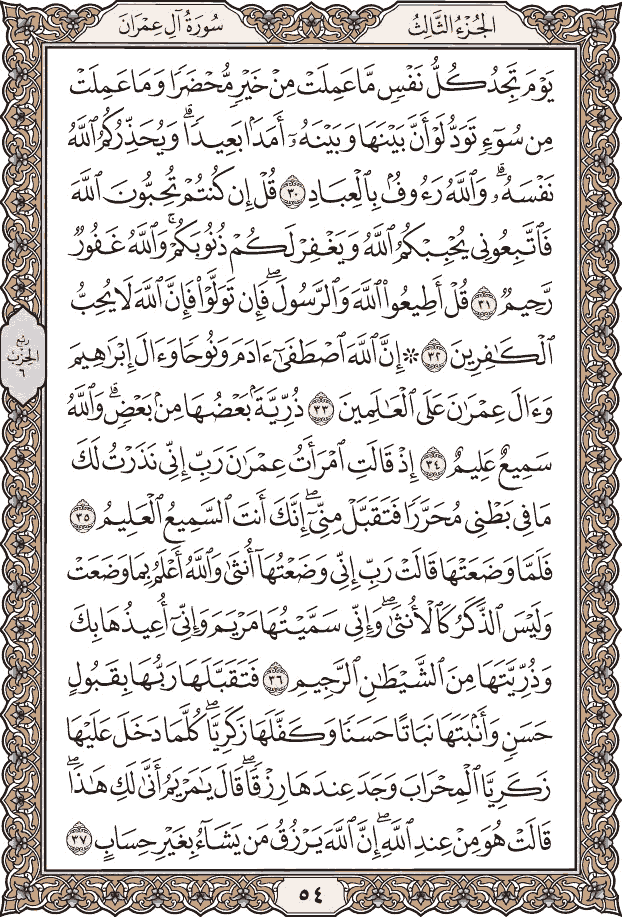 الجُزْءُ الثَّالِثُ
سُورَةُ آلِ عِمْرَانَ
يَوْمَ تَجِدُ كُلُّ نَفْسٍ مَّا عَمِلَتْ مِنْ خَيْرٍ مُّحْضَرًا وَمَا عَمِلَتْ
مِن سُوٓءٍ تَوَدُّ لَوْ أَنَّ بَيْنَهَا وَبَيْنَهُۥٓ أَمَدَۢا بَعِيدًاۗ وَيُحَذِّرُكُمُ ٱللَّهُ
نَفْسَهُۥۗ وَٱللَّهُ رَءُوفُۢ بِٱلْعِبَادِ ٣٠ قُلْ إِن كُنتُمْ تُحِبُّونَ ٱللَّهَ
فَٱتَّبِعُونِي يُحْبِبْكُمُ ٱللَّهُ وَيَغْفِرْ لَكُمْ ذُنُوبَكُمْۚ وَٱللَّهُ غَفُورٌ
رَّحِيمٌ ٣١ قُلْ أَطِيعُوا۟ ٱللَّهَ وَٱلرَّسُولَۖ فَإِن تَوَلَّوْا۟ فَإِنَّ ٱللَّهَ لَا يُحِبُّ
ٱلْكَٰفِرِينَ ٣٢ ۞ إِنَّ ٱللَّهَ ٱصْطَفَىٰٓ ءَادَمَ وَنُوحًا وَءَالَ إِبْرَٰهِيمَ
رُبْعُ
الحِزْب
٦
وَءَالَ عِمْرَٰنَ عَلَى ٱلْعَٰلَمِينَ ٣٣ ذُرِّيَّةَۢ بَعْضُهَا مِنۢ بَعْضٍۗ وَٱللَّهُ
سَمِيعٌ عَلِيمٌ ٣٤ إِذْ قَالَتِ ٱمْرَأَتُ عِمْرَٰنَ رَبِّ إِنِّي نَذَرْتُ لَكَ
مَا فِي بَطْنِي مُحَرَّرًا فَتَقَبَّلْ مِنِّيٓۖ إِنَّكَ أَنتَ ٱلسَّمِيعُ ٱلْعَلِيمُ ٣٥
فَلَمَّا وَضَعَتْهَا قَالَتْ رَبِّ إِنِّي وَضَعْتُهَآ أُنثَىٰ وَٱللَّهُ أَعْلَمُ بِمَا وَضَعَتْ
وَلَيْسَ ٱلذَّكَرُ كَٱلْأُنثَىٰۖ وَإِنِّي سَمَّيْتُهَا مَرْيَمَ وَإِنِّيٓ أُعِيذُهَا بِكَ
وَذُرِّيَّتَهَا مِنَ ٱلشَّيْطَٰنِ ٱلرَّجِيمِ ٣٦ فَتَقَبَّلَهَا رَبُّهَا بِقَبُولٍ
حَسَنٍ وَأَنۢبَتَهَا نَبَاتًا حَسَنًا وَكَفَّلَهَا زَكَرِيَّاۖ كُلَّمَا دَخَلَ عَلَيْهَا
زَكَرِيَّا ٱلْمِحْرَابَ وَجَدَ عِندَهَا رِزْقًاۖ قَالَ يَٰمَرْيَمُ أَنَّىٰ لَكِ هَٰذَاۖ
قَالَتْ هُوَ مِنْ عِندِ ٱللَّهِۖ إِنَّ ٱللَّهَ يَرْزُقُ مَن يَشَآءُ بِغَيْرِ حِسَابٍ ٣٧
٥٤